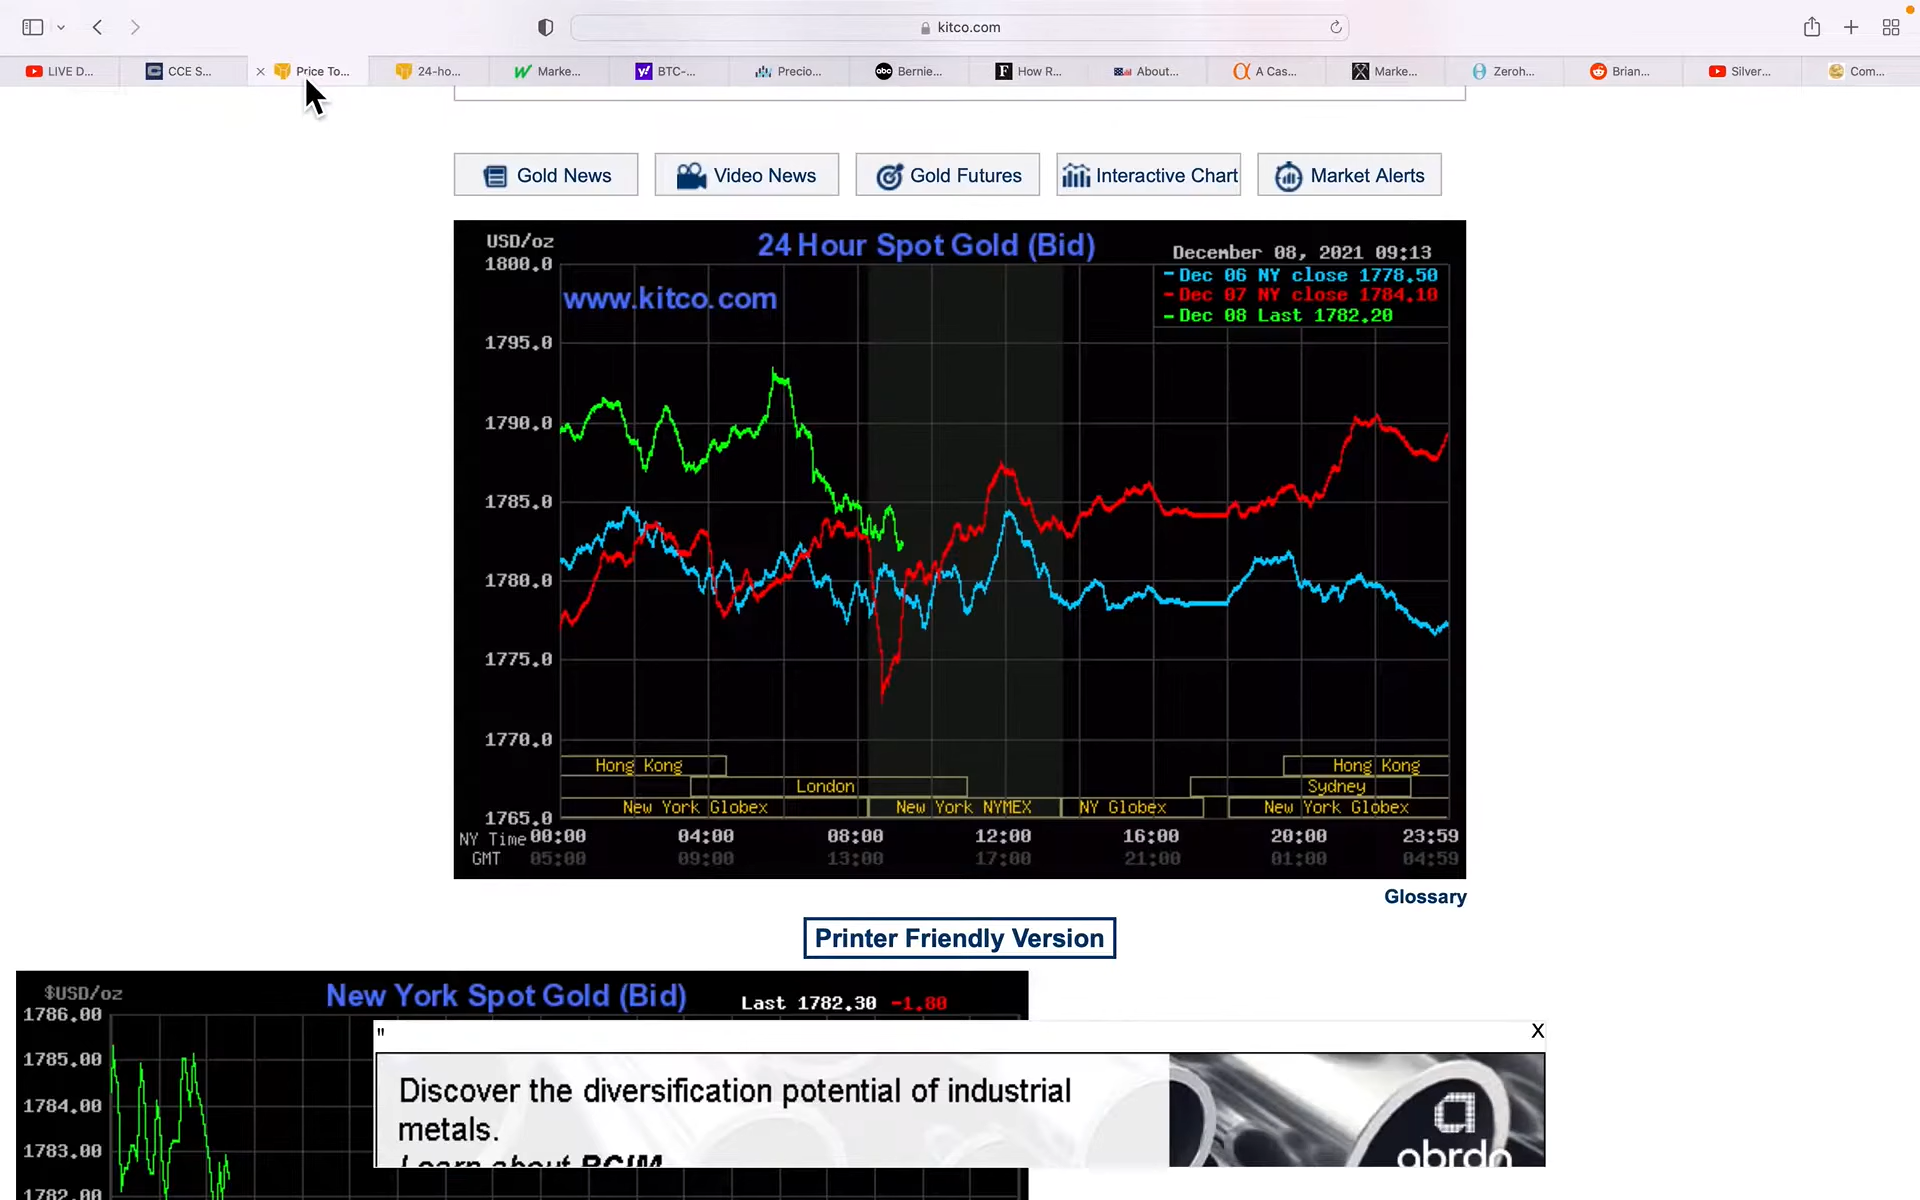 kitco.com
LIVE D... CCE S... Price To... 24-ho... Marke... BTC-... Precio... Bernie... How R... About... A Cas... Marke... Zeroh... Brian... Silver... Com...
Gold News Video News Gold Futures Interactive Chart Market Alerts
USD/oz 24 Hour Spot Gold (Bid) December 08, 2021 09:13
www.kitco.com
Dec 06 NY close 1778.50
Dec 07 NY close 1784.10
Dec 08 Last 1782.20
1800.0
1795.0
1790.0
1785.0
1780.0
1775.0
1770.0
1765.0
Hong Kong Hong Kong
London Sydney
New York Globex New York NYMEX NY Globex New York Globex
NY Time 00:00 04:00 08:00 12:00 16:00 20:00 23:59
GMT 05:00 09:00 13:00 17:00 21:00 01:00 04:59
Glossary
Printer Friendly Version
$USD/oz New York Spot Gold (Bid) Last 1782.30 -1.80
1786.00
1785.00
1784.00
1783.00
1782.00
" X
Discover the diversification potential of industrial
metals.
Learn about BCIM
abrdn